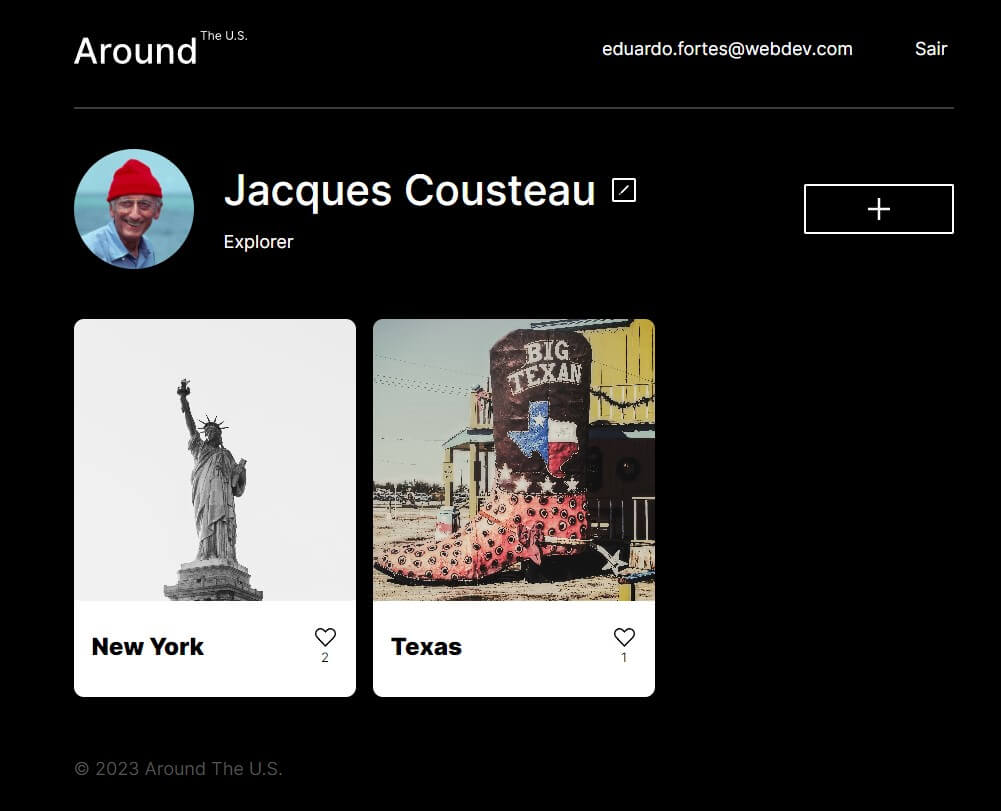 Around The U.S.
eduardo.fortes@webdev.com
Sair
Jacques Cousteau
Explorer
BIG
TEXAN
New York
2
Texas
1
© 2023 Around The U.S.